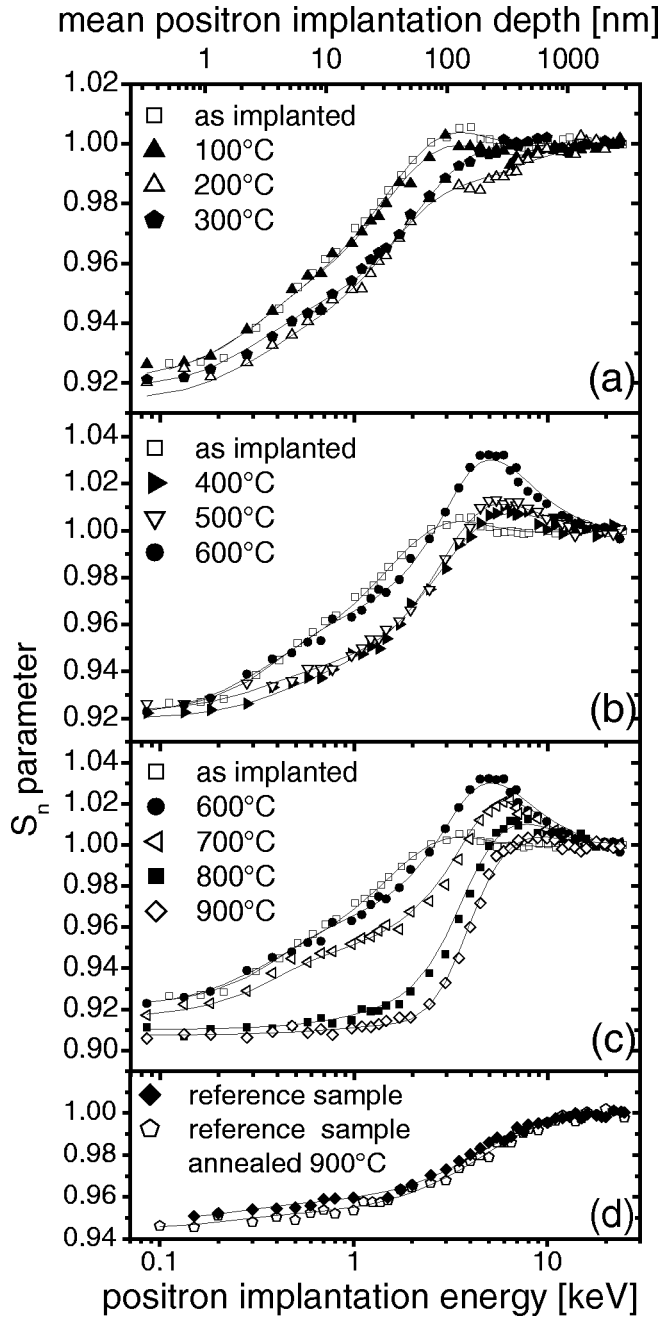 mean positron implantation depth [nm]
1 10 100 1000
1.02
1.00
0.98
0.96
0.94
0.92
as implanted
100°C
200°C
300°C
(a)
1.04
1.02
1.00
0.98
0.96
0.94
0.92
as implanted
400°C
500°C
600°C
(b)
S_n parameter
1.04
1.02
1.00
0.98
0.96
0.94
0.92
0.90
as implanted
600°C
700°C
800°C
900°C
(c)
1.00
0.98
0.96
0.94
reference sample
reference sample
annealed 900°C
(d)
0.1 1 10
positron implantation energy [keV]